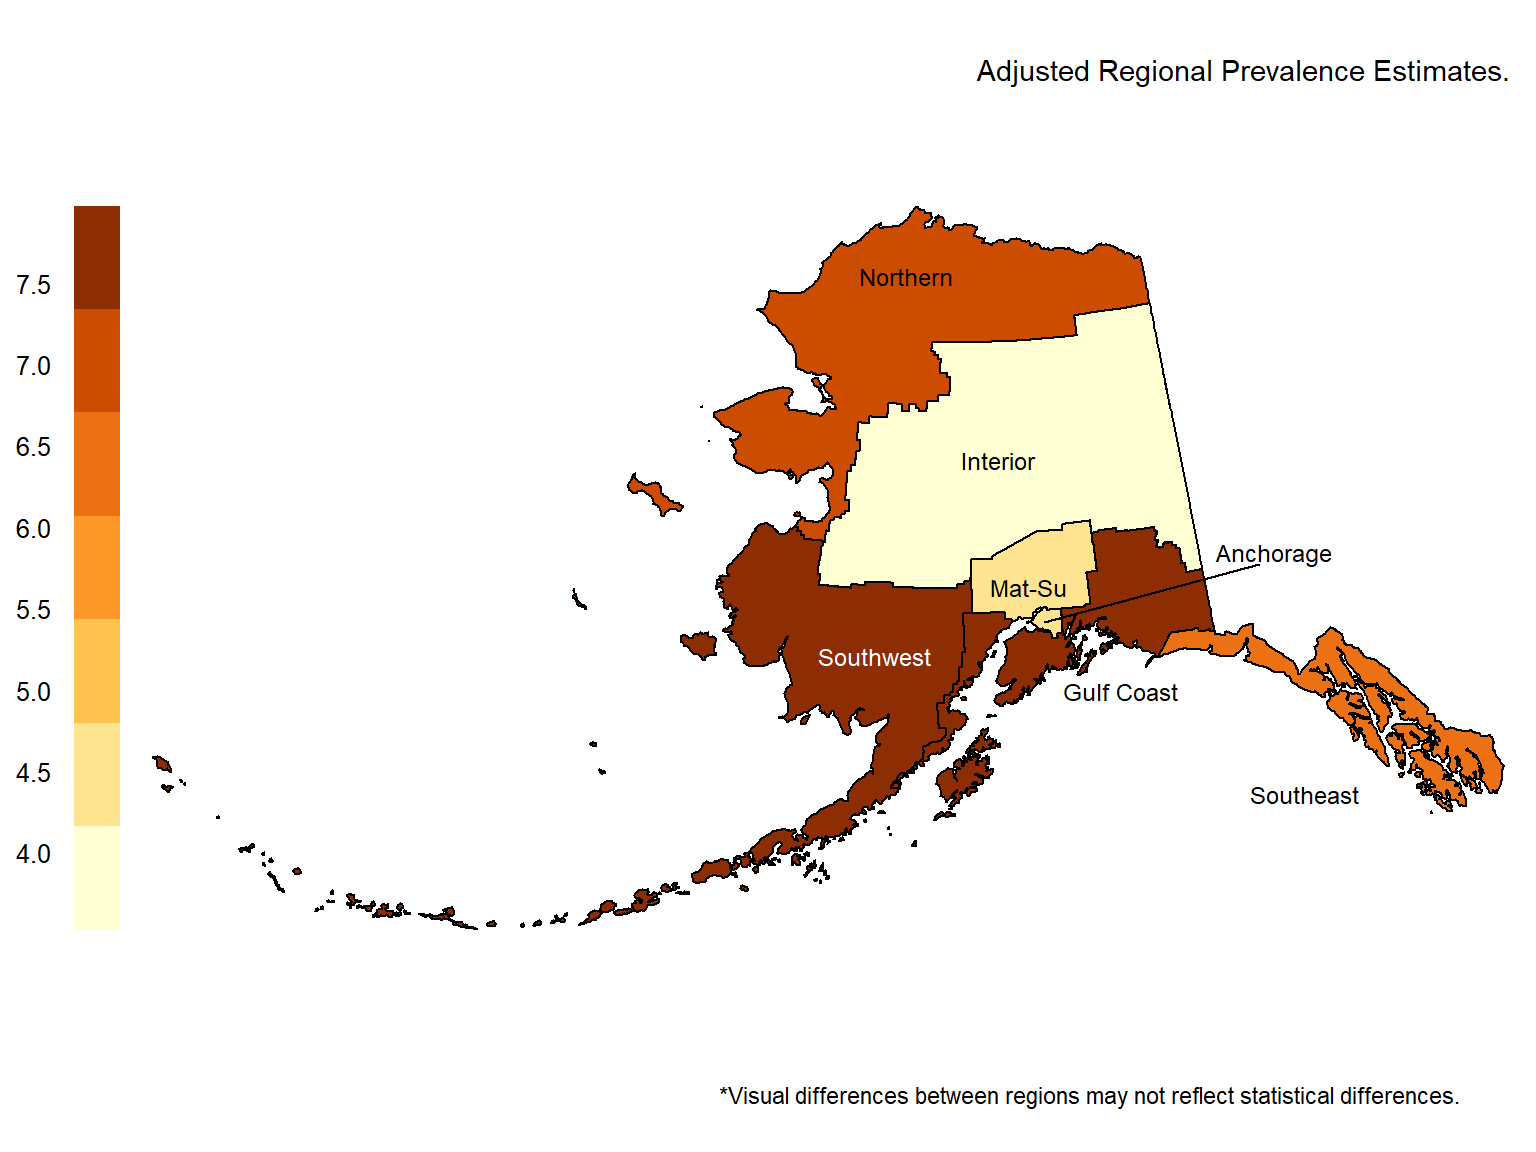 Adjusted Regional Prevalence Estimates.
7.5
7.0
6.5
6.0
5.5
5.0
4.5
4.0
Northern
Interior
Anchorage
Mat-Su
Southwest
Gulf Coast
Southeast
*Visual differences between regions may not reflect statistical differences.